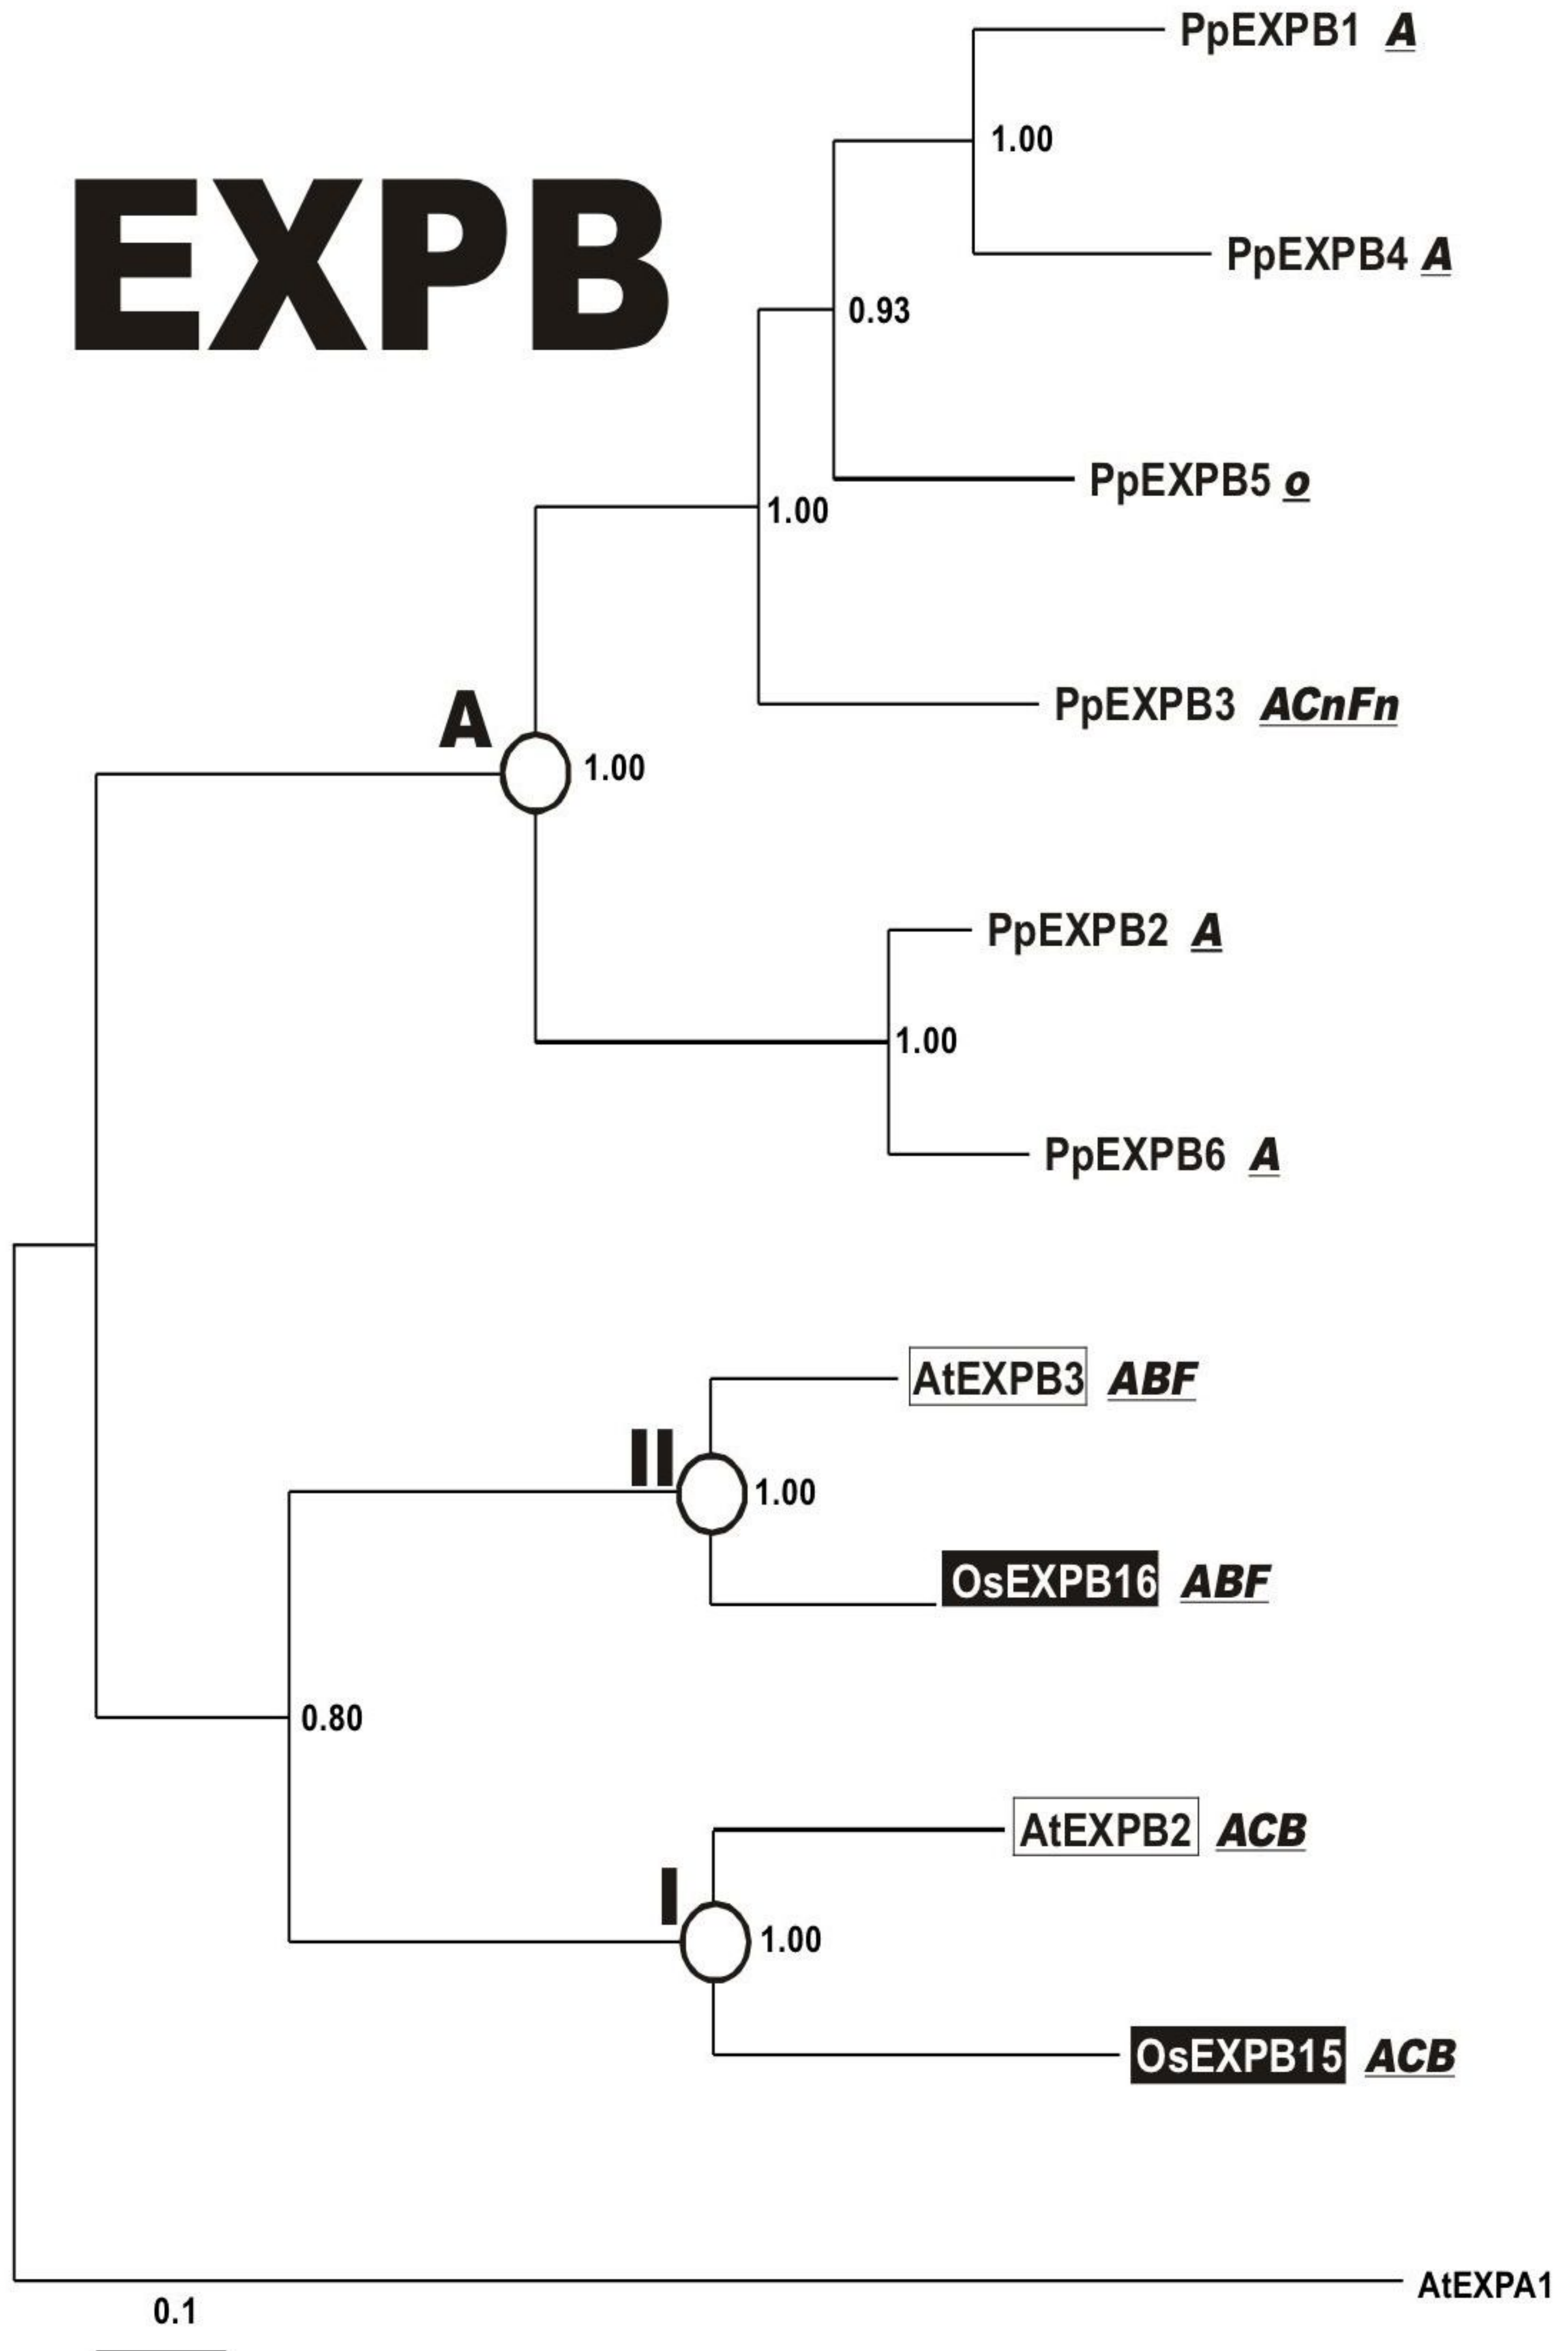 PpEXPB1 A
1.00
EXPB
PpEXPB4 A
0.93
PpEXPB5 o
1.00
PpEXPB3 ACnFn
A
1.00
PpEXPB2 A
1.00
PpEXPB6 A
AtEXPB3 ABF
II
1.00
OsEXPB16 ABF
0.80
AtEXPB2 ACB
I
1.00
OsEXPB15 ACB
AtEXPA1
0.1